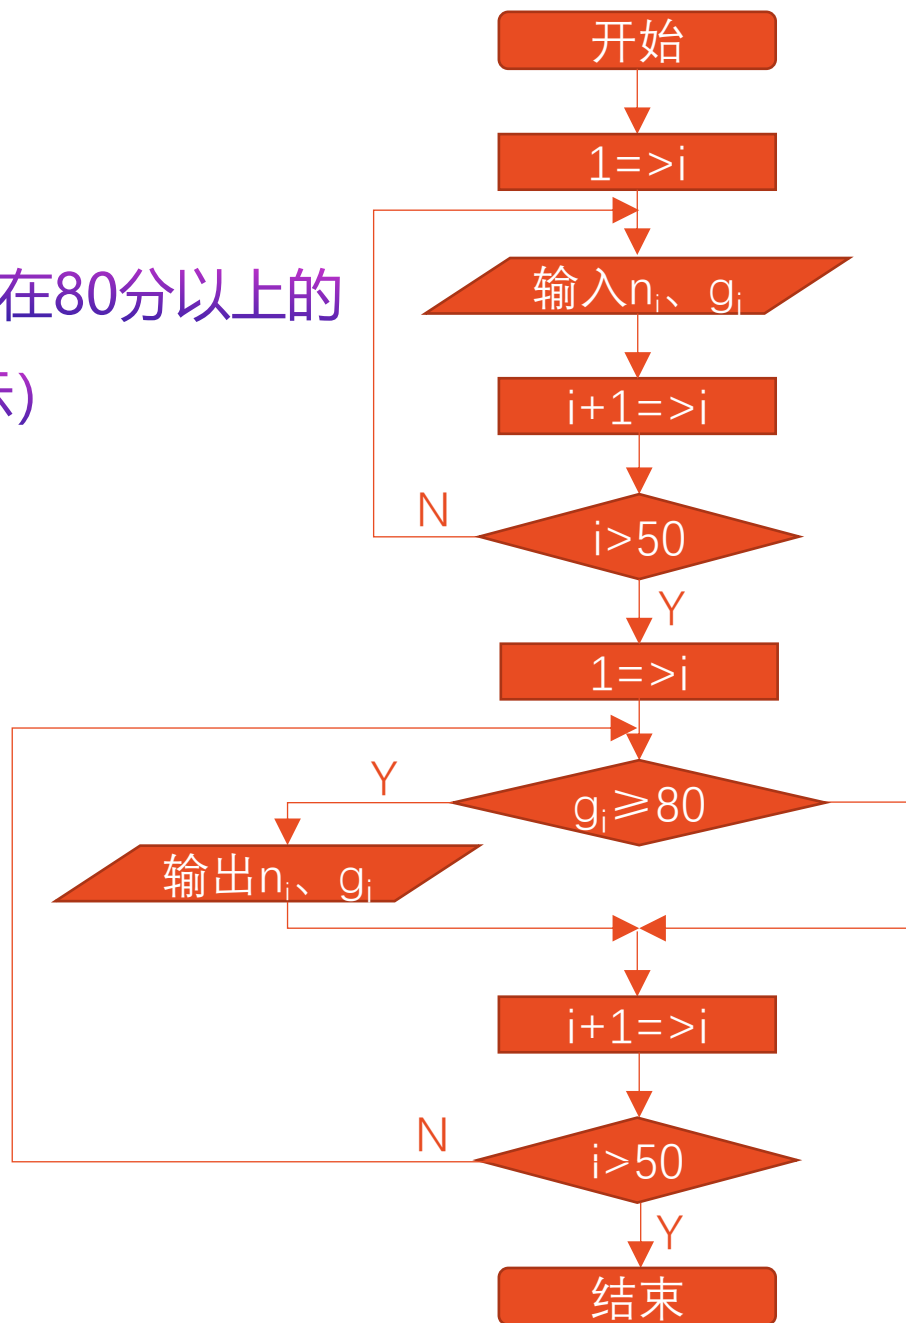 开始
1=>i
在80分以上的
输入nᵢ、gᵢ
)
i+1=>i
N
i>50
Y
1=>i
Y
gᵢ≥80
输出nᵢ、gᵢ
i+1=>i
N
i>50
Y
结束